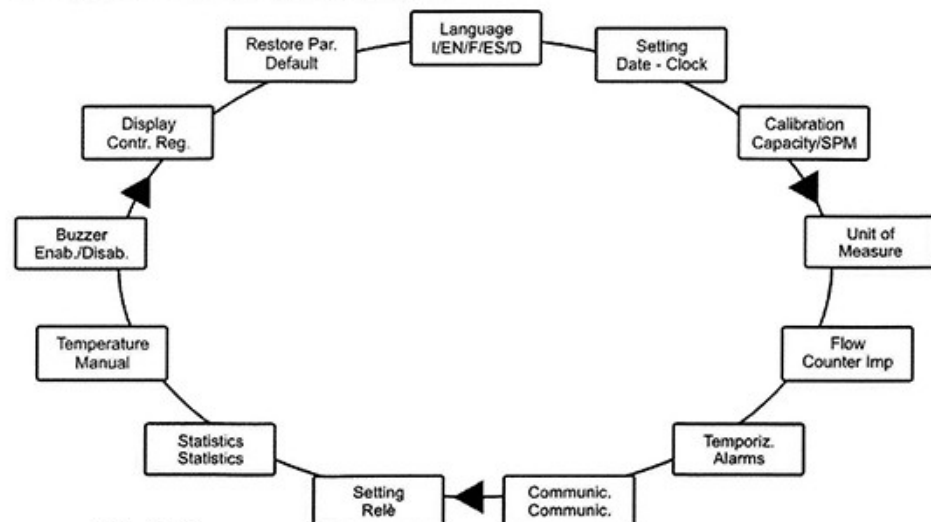 Language
I/EN/F/ES/D
Setting
Date - Clock
Calibration
Capacity/SPM
Unit of
Measure
Flow
Counter Imp
Temporiz.
Alarms
Communic.
Communic.
Setting
Relè
Statistics
Statistics
Temperature
Manual
Buzzer
Enab./Disab.
Display
Contr. Reg.
Restore Par.
Default